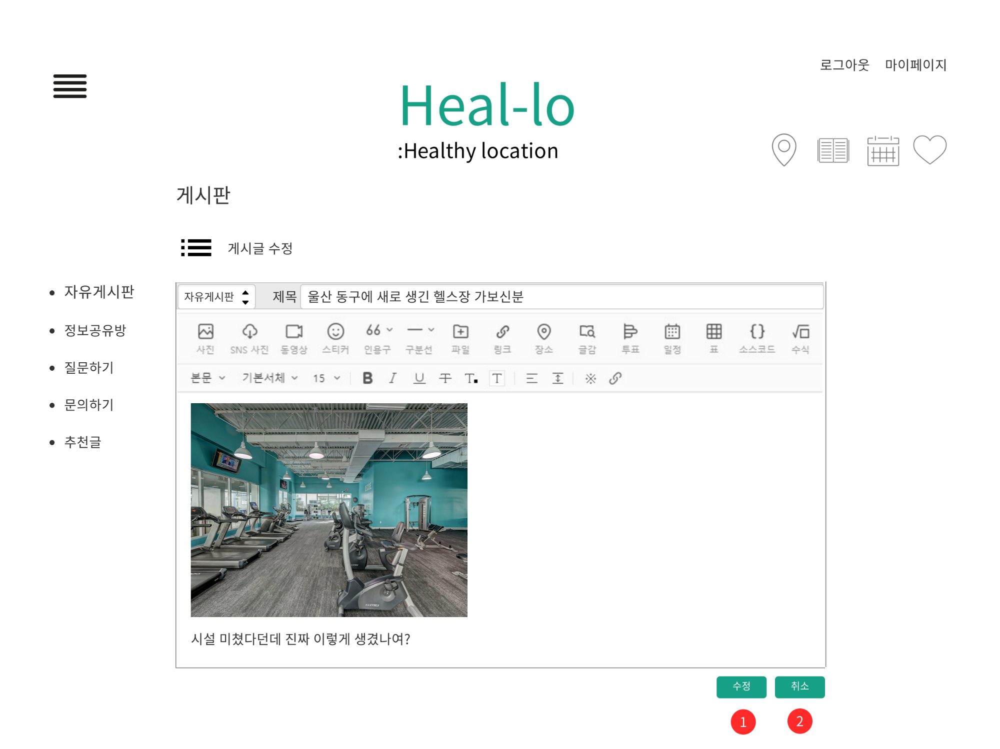 로그아웃 마이페이지
Heal-lo
:Healthy location
게시판
게시글 수정
자유게시판
정보공유방
질문하기
문의하기
추천글
자유게시판 제목 울산 동구에 새로 생긴 헬스장 가보신분
사진 SNS 사진 동영상 스티커 인용구 구분선 파일 링크 장소 글감 투표 일정 표 소스코드 수식
본문 기본서체 15 B I U T T. T
시설 미쳤다던데 진짜 이렇게 생겼나여?
수정 취소
1 2